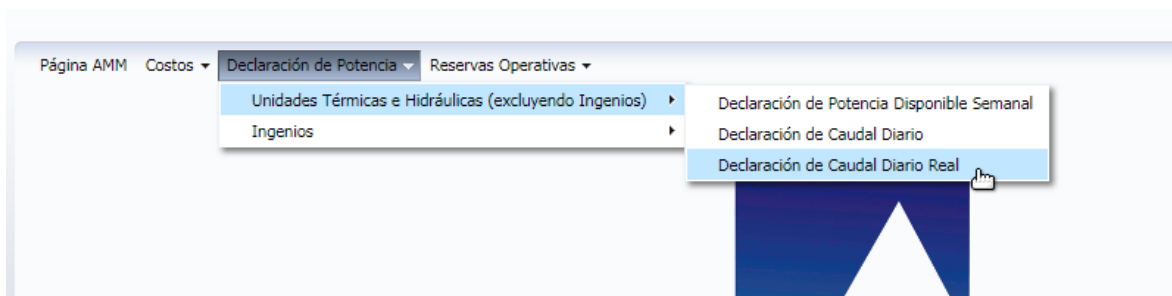 Página AMM Costos Declaración de Potencia Reservas Operativas
Unidades Térmicas e Hidráulicas (excluyendo Ingenios)
Ingenios
Declaración de Potencia Disponible Semanal
Declaración de Caudal Diario
Declaración de Caudal Diario Real